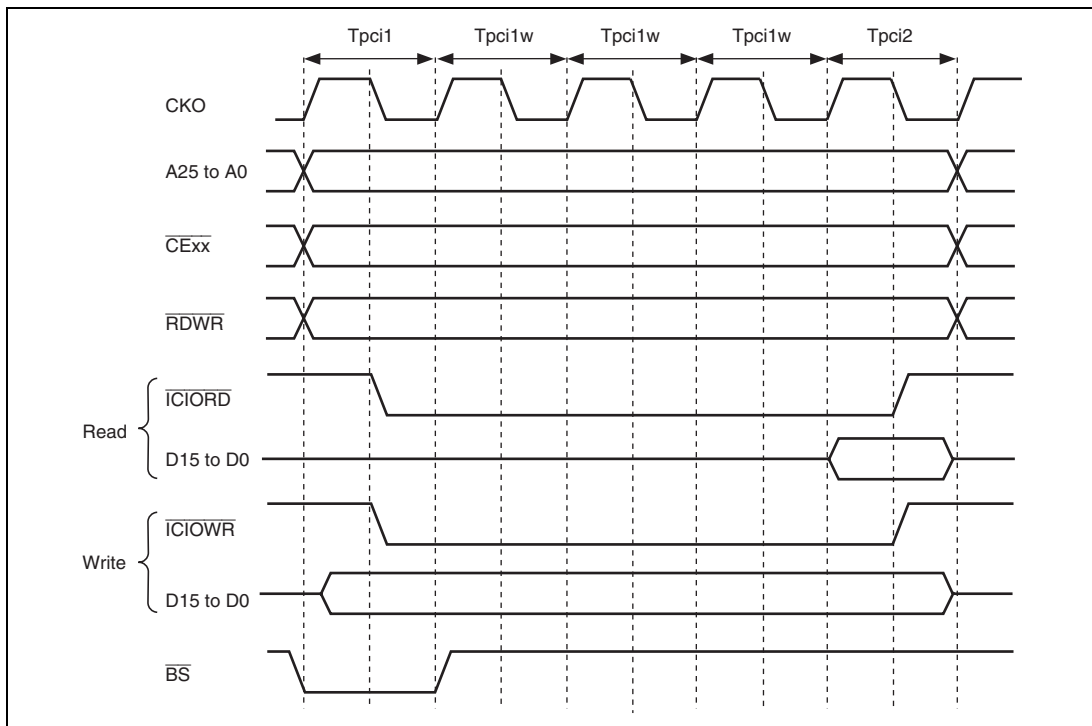 Tpci1 Tpci1w Tpci1w Tpci1w Tpci2
CKO
A25 to A0
CExx
RDWR
ICIORD
Read
D15 to D0
ICIOWR
Write
D15 to D0
BS